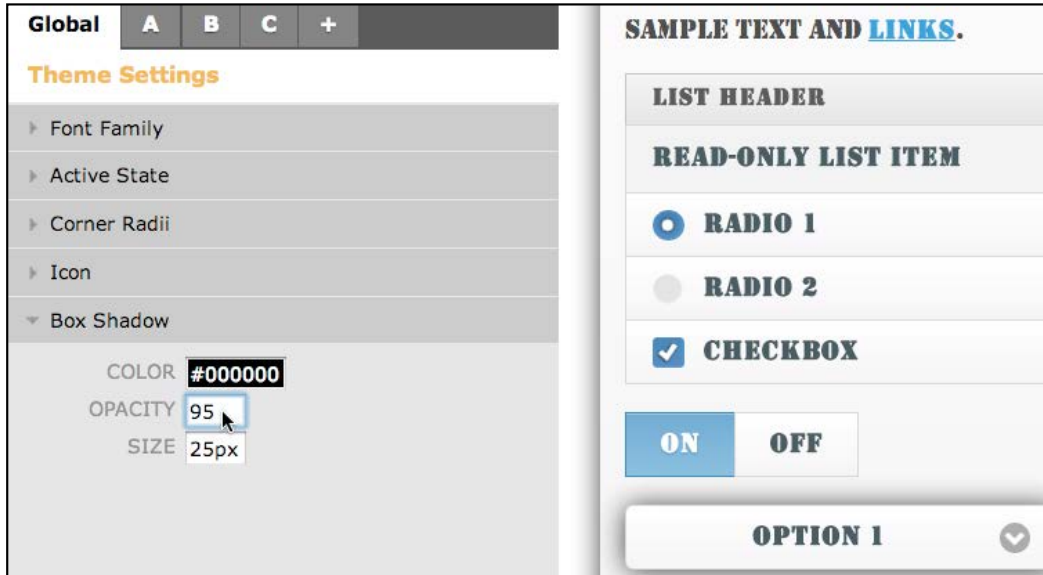 Global A B C +
Theme Settings
Font Family
Active State
Corner Radii
Icon
Box Shadow
COLOR #000000
OPACITY 95
SIZE 25px
SAMPLE TEXT AND LINKS.
LIST HEADER
READ-ONLY LIST ITEM
RADIO 1
RADIO 2
CHECKBOX
ON OFF
OPTION 1